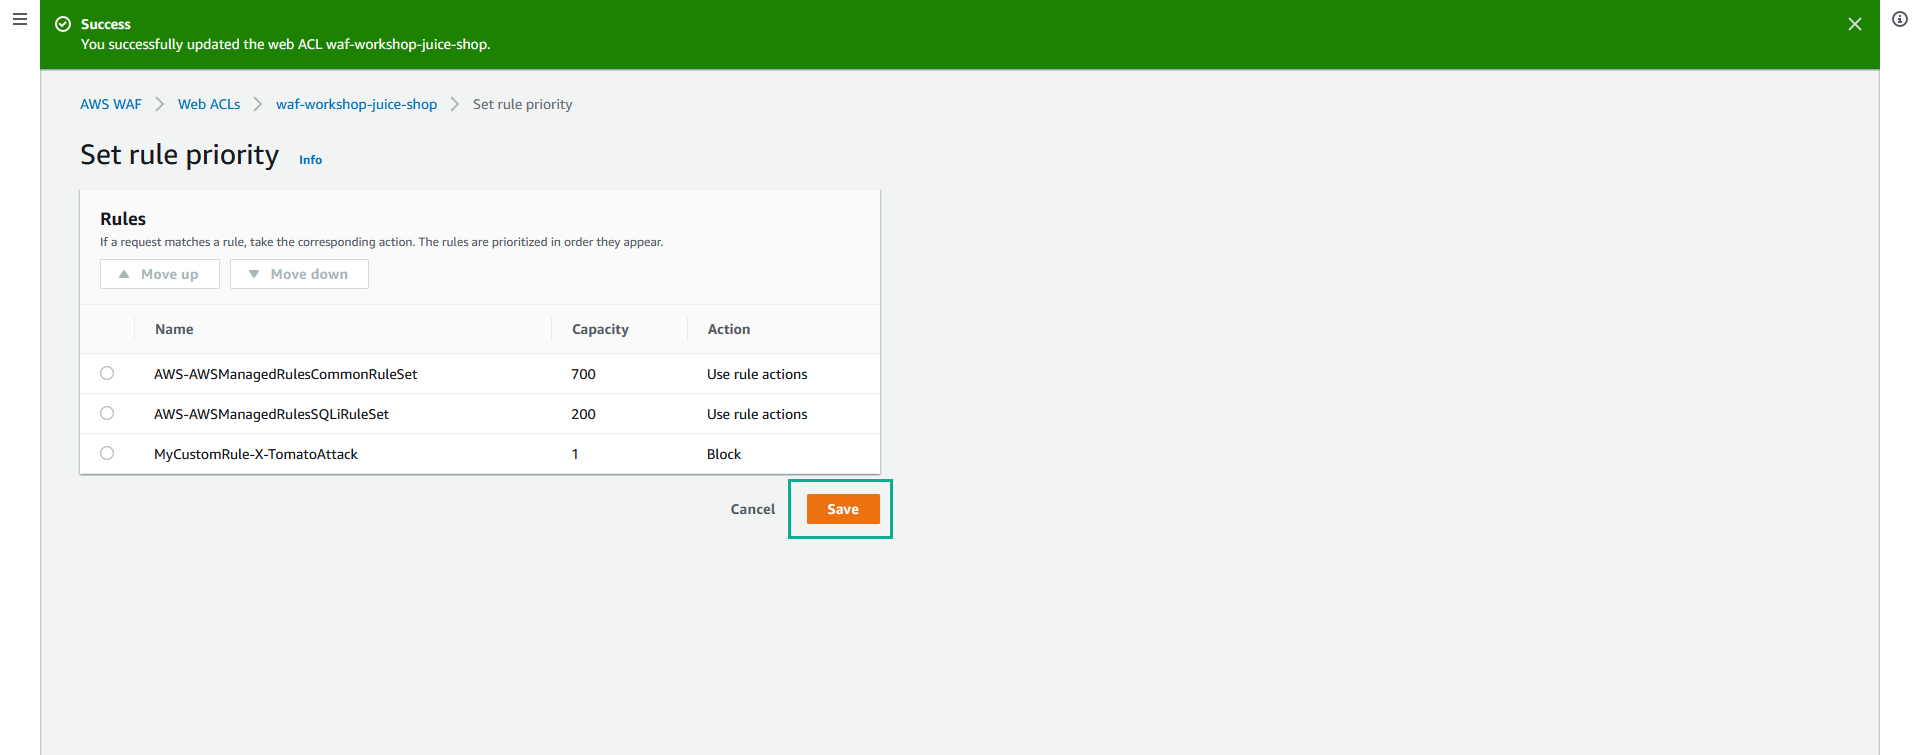 Success
You successfully updated the web ACL waf-workshop-juice-shop.
AWS WAF Web ACLs waf-workshop-juice-shop Set rule priority
Set rule priority Info
Rules
If a request matches a rule, take the corresponding action. The rules are prioritized in order they appear.
Move up Move down
Name Capacity Action
AWS-AWSManagedRulesCommonRuleSet 700 Use rule actions
AWS-AWSManagedRulesSQLiRuleSet 200 Use rule actions
MyCustomRule-X-TomatoAttack 1 Block
Cancel Save